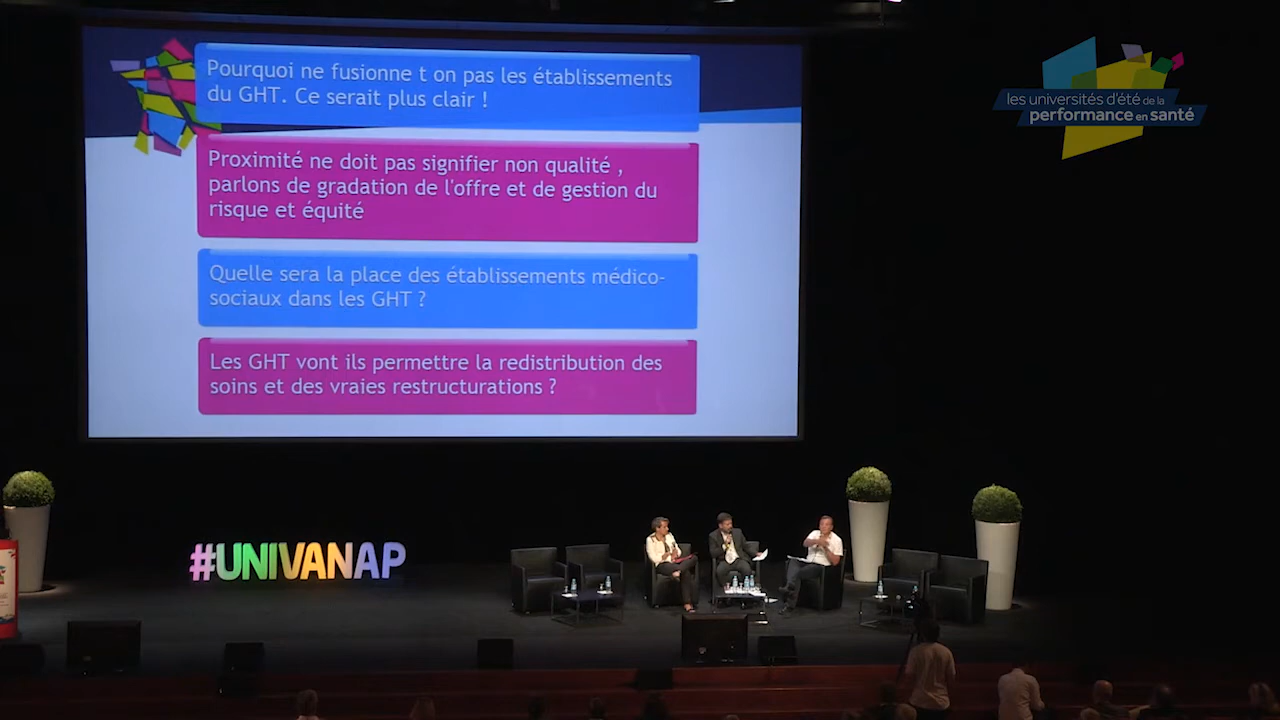 Pourquoi ne fusionne t on pas les établissements
du GHT. Ce serait plus clair !
Proximité ne doit pas signifier non qualité ,
parlons de gradation de l'offre et de gestion du
risque et équité
Quelle sera la place des établissements médico-
sociaux dans les GHT ?
Les GHT vont ils permettre la redistribution des
soins et des vraies restructurations ?
les universités d'été de la
performance en santé
#UNIVANAP